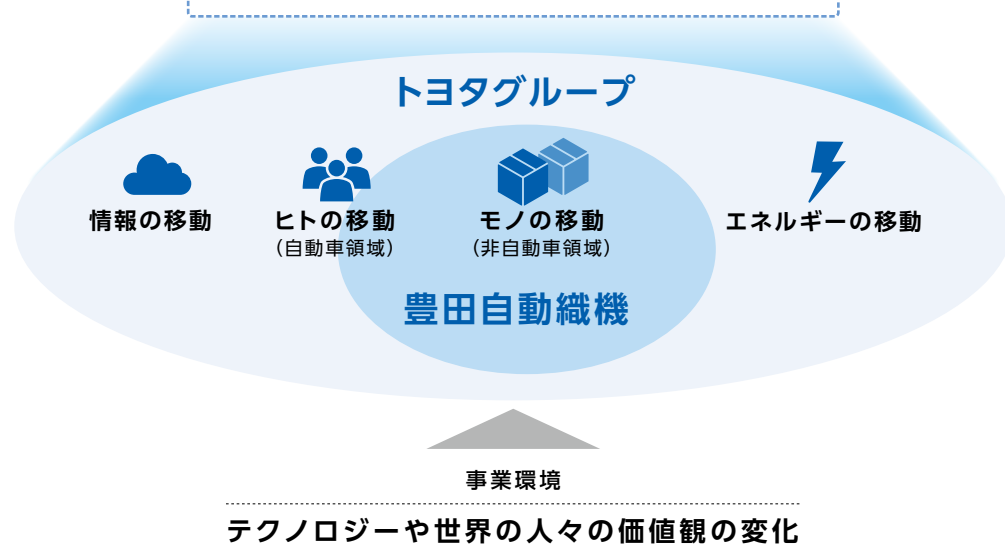 トヨタグループ
情報の移動
ヒトの移動
(自動車領域)
モノの移動
(非自動車領域)
エネルギーの移動
豊田自動織機
事業環境
テクノロジーや世界の人々の価値観の変化